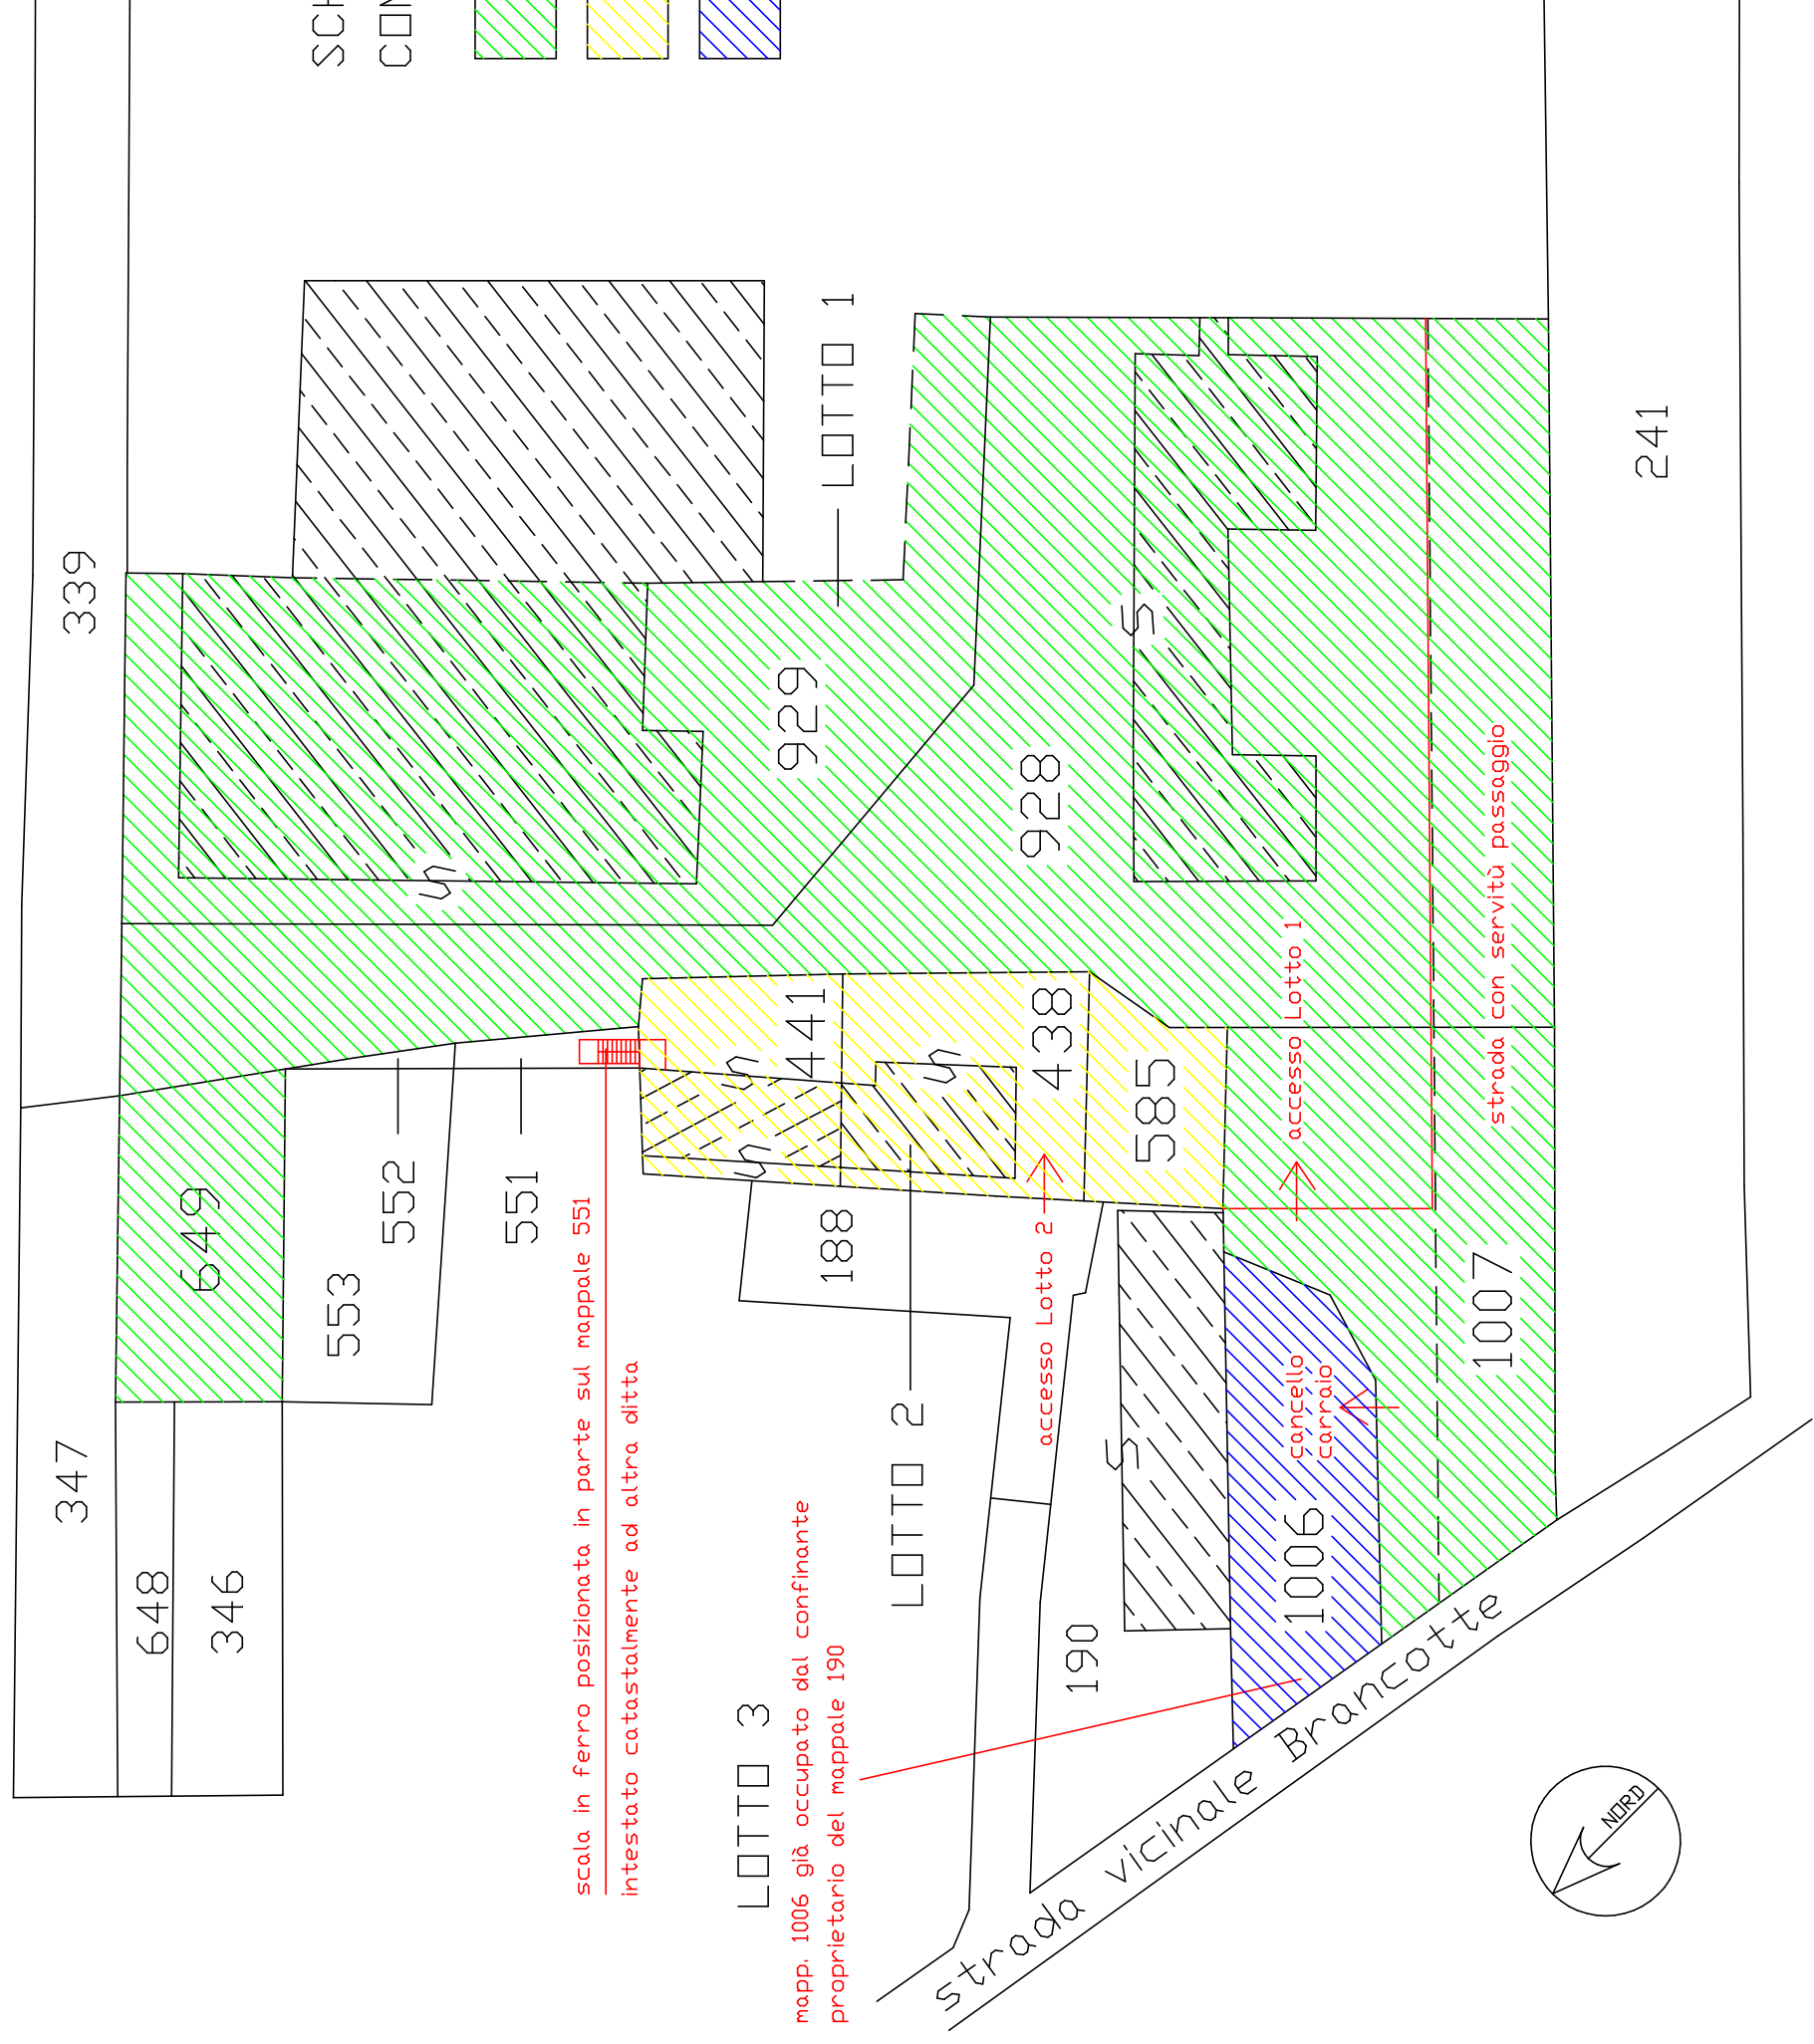 SCH
COM
339
LOTTO 1
241
929
928
S
S
strada con servitù passaggio
accesso Lotto 1
441
438
585
S
S
S
649
552
551
553
188
1007
scala in ferro posizionata in parte sul mappale 551
intestato catastalmente ad altra ditta
accesso Lotto 2
cancello
carraio
347
LOTTO 2
S
648
346
1006
190
mapp. 1006 già occupato dal confinante
proprietario del mappale 190
LOTTO 3
strada vicinale Brancotte
NORD